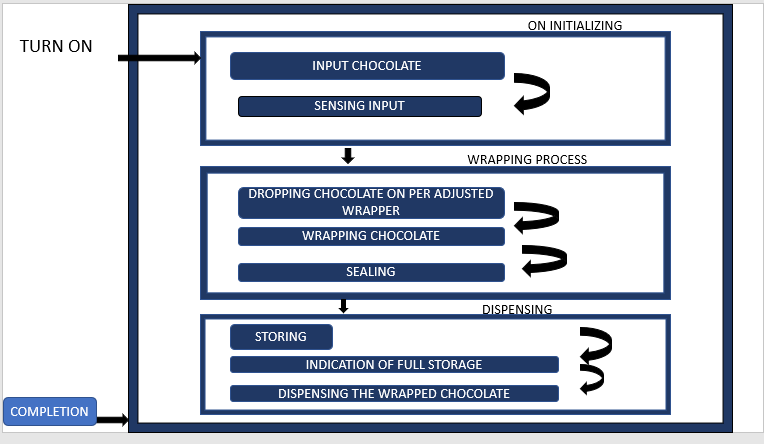 ON INITIALIZING
TURN ON
INPUT CHOCOLATE
SENSING INPUT
WRAPPING PROCESS
DROPPING CHOCOLATE ON PER ADJUSTED
WRAPPER
WRAPPING CHOCOLATE
SEALING
DISPENSING
STORING
INDICATION OF FULL STORAGE
DISPENSING THE WRAPPED CHOCOLATE
COMPLETION